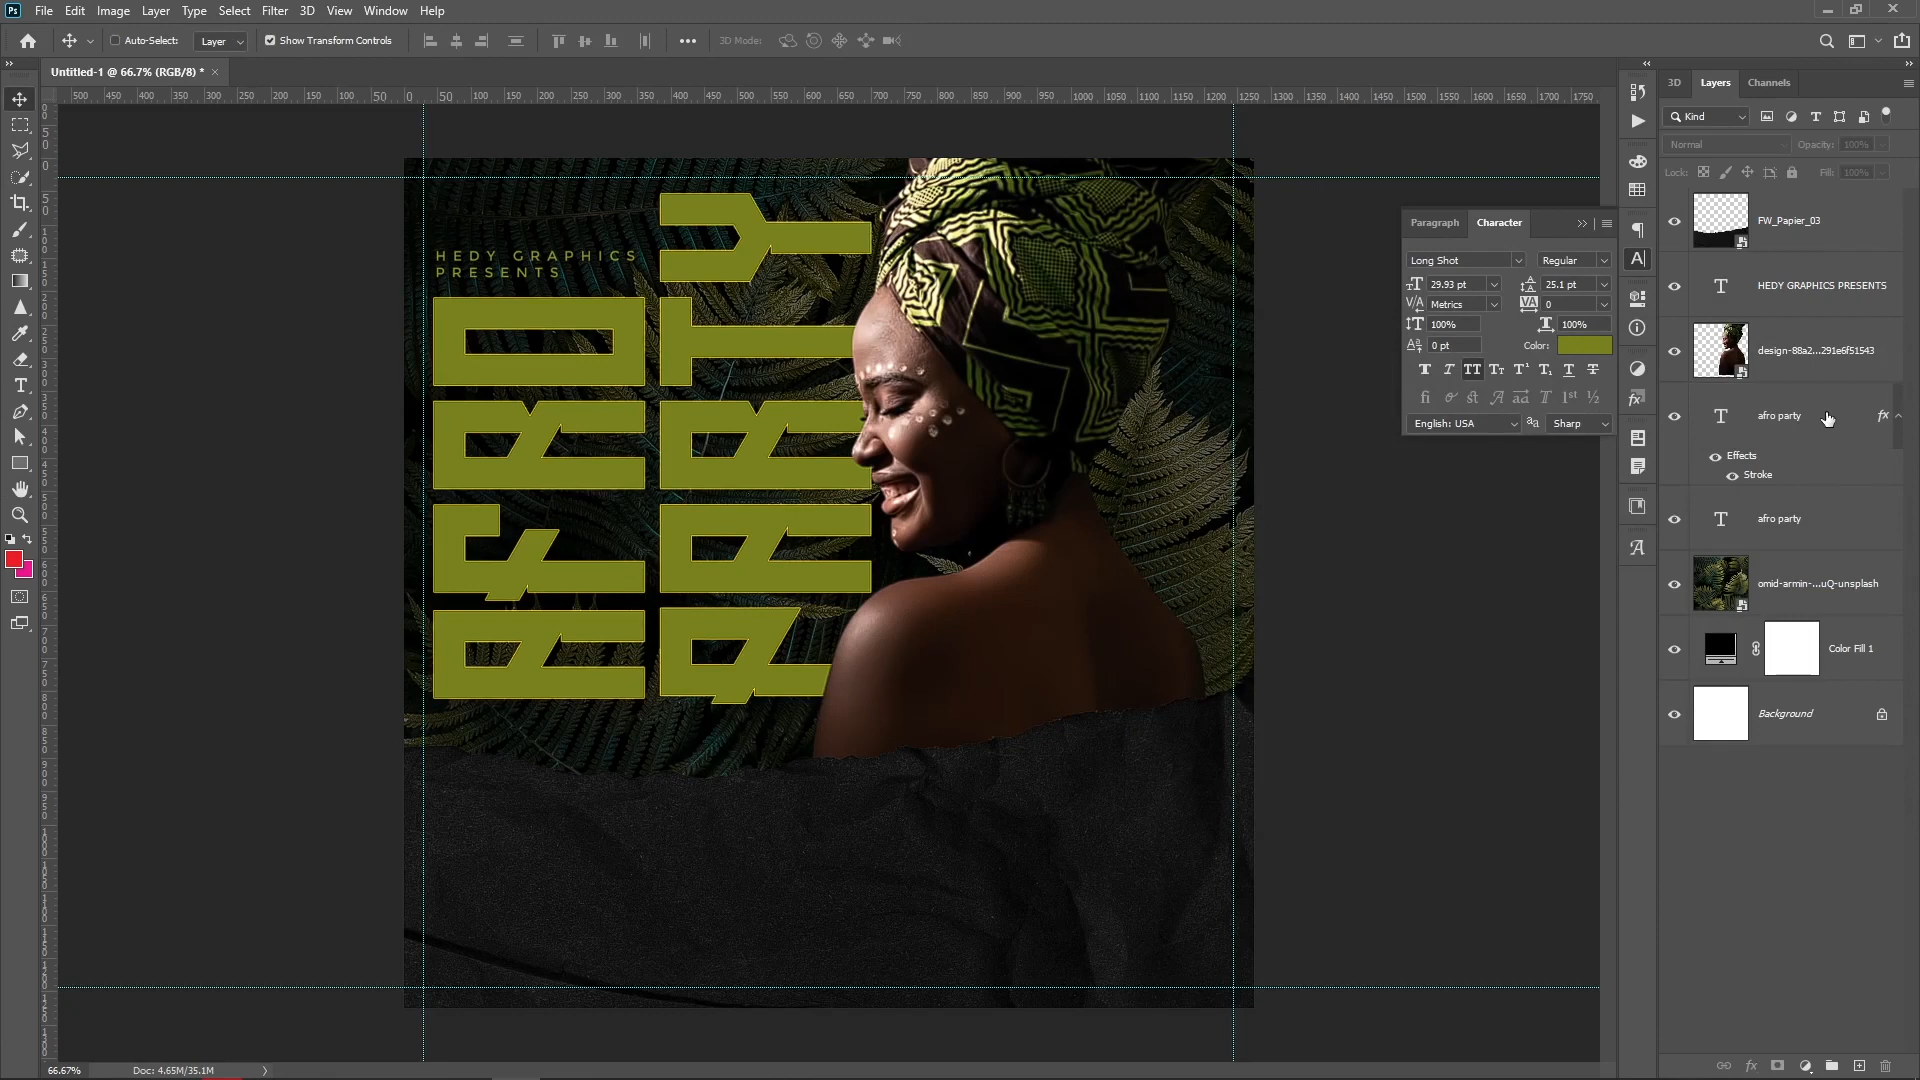 Ps File Edit Image Layer Type Select Filter 3D View Window Help
Auto-Select: Layer Show Transform Controls 3D Mode:
Untitled-1 @ 66.7% (RGB/8) * ×
3D Layers Channels
Kind
Normal Opacity: 100%
Lock: Fill: 100%
FW_Papier_03
HEDY GRAPHICS PRESENTS
design-88a2...291e6f51543
afro party fx
Effects
Stroke
afro party
omid-armin-...uQ-unsplash
Color Fill 1
Background
Paragraph Character
Long Shot Regular
29.93 pt 25.1 pt
Metrics 0
100% 100%
0 pt Color:
English: USA Sharp
HEDY GRAPHICS
PRESENTS
AFRO
PARTY
66.67% Doc: 4.65M/35.1M